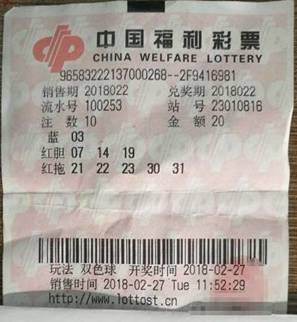 中国福利彩票
CHINA WELFARE LOTTERY
96583222137000268--2F9416981
销售期 2018022 兑奖期 2018022
流水号 100253 站 号 23010816
注 数 10 金 额 20
蓝 03
红胆 07 14 19
红拖 21 22 23 30 31
玩法 双色球 开奖时间 2018-02-27
销售时间 2018-02-27 Tue 11:52:29
http://www.lottost.cn